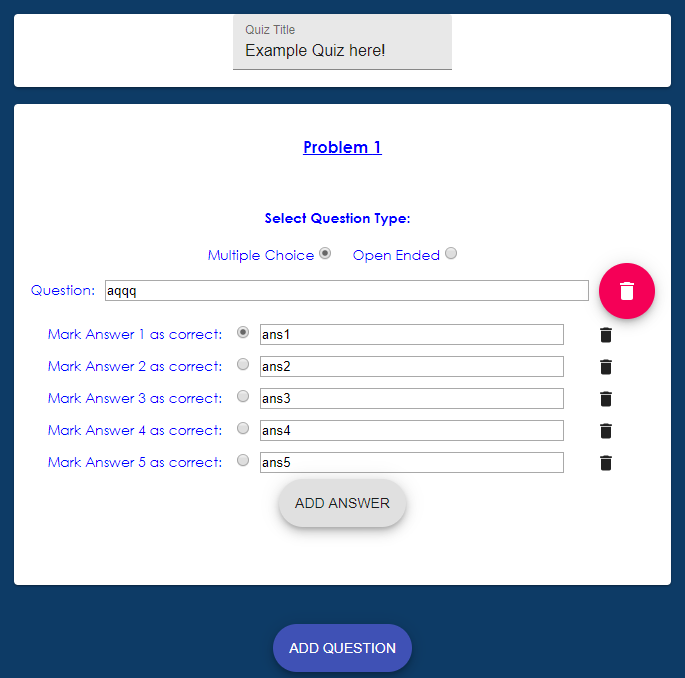 Quiz Title
Example Quiz here!
Problem 1
Select Question Type:
Multiple Choice Open Ended
Question: aqqq
Mark Answer 1 as correct: ans1
Mark Answer 2 as correct: ans2
Mark Answer 3 as correct: ans3
Mark Answer 4 as correct: ans4
Mark Answer 5 as correct: ans5
ADD ANSWER
ADD QUESTION